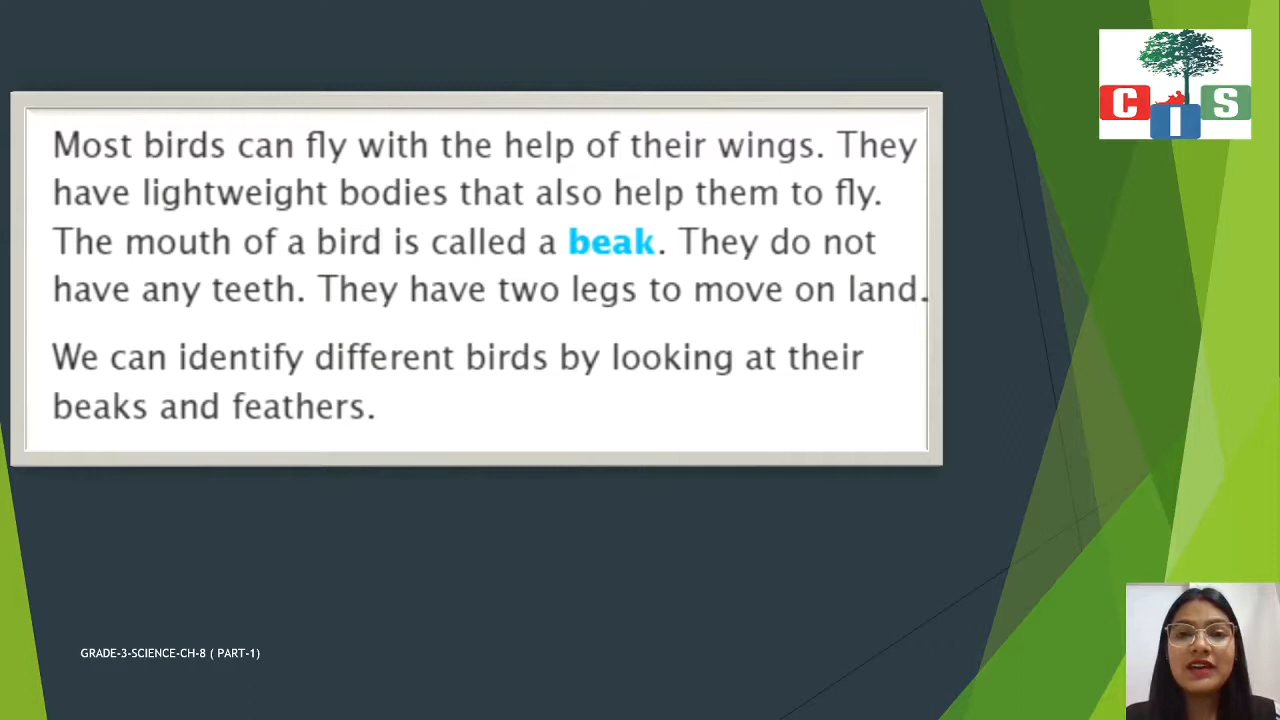 Most birds can fly with the help of their wings. They
have lightweight bodies that also help them to fly.
The mouth of a bird is called a beak. They do not
have any teeth. They have two legs to move on land.
We can identify different birds by looking at their
beaks and feathers.
C I S
GRADE-3-SCIENCE-CH-8 ( PART-1)